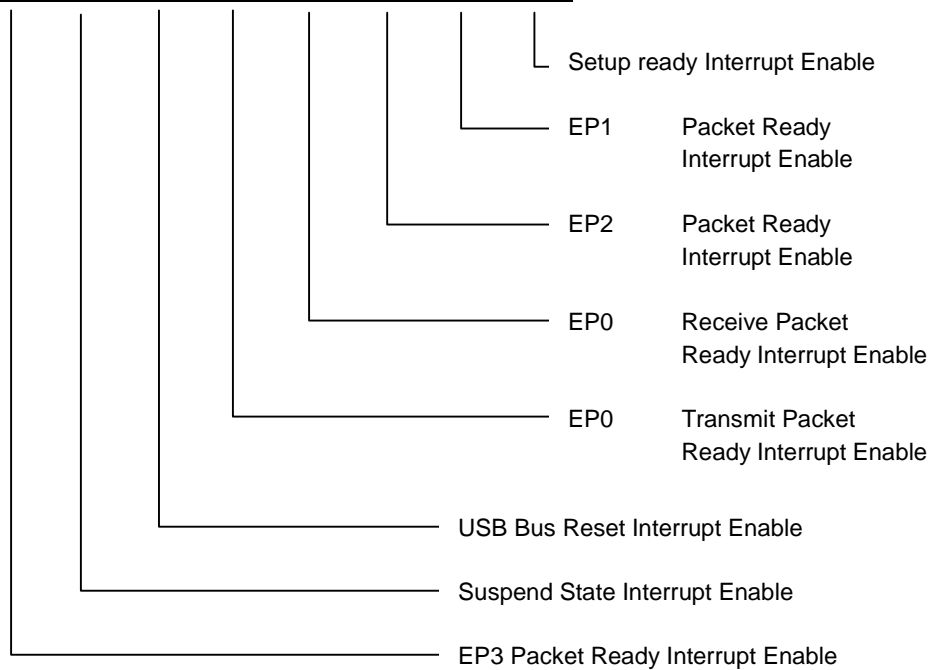 Setup ready Interrupt Enable
EP1 Packet Ready
Interrupt Enable
EP2 Packet Ready
Interrupt Enable
EP0 Receive Packet
Ready Interrupt Enable
EP0 Transmit Packet
Ready Interrupt Enable
USB Bus Reset Interrupt Enable
Suspend State Interrupt Enable
EP3 Packet Ready Interrupt Enable